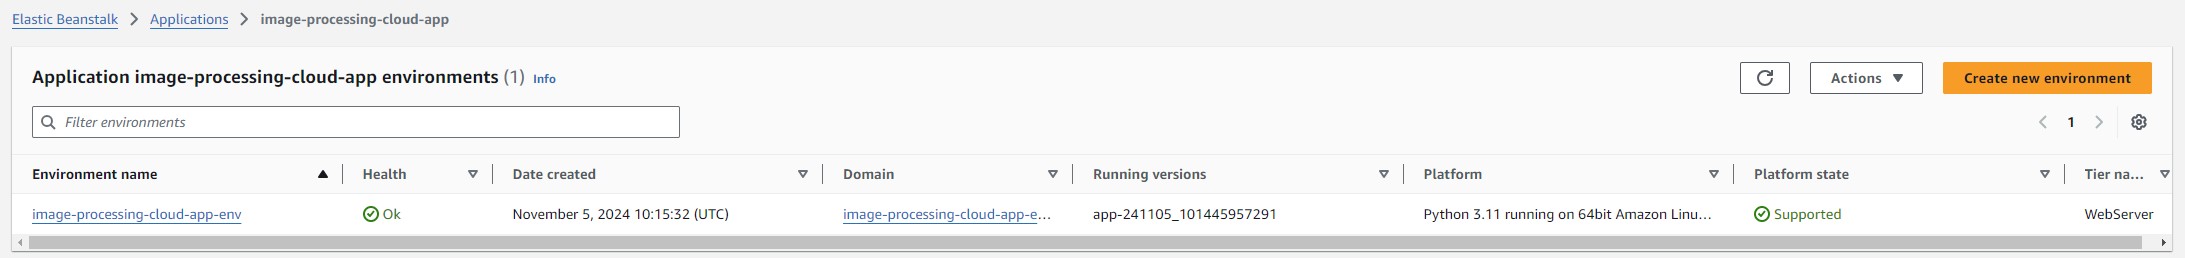 Elastic Beanstalk > Applications > image-processing-cloud-app
Application image-processing-cloud-app environments (1) Info
Actions
Create new environment
Filter environments
1
Environment name Health Date created Domain Running versions Platform Platform state Tier na...
image-processing-cloud-app-env Ok November 5, 2024 10:15:32 (UTC) image-processing-cloud-app-e... app-241105_101445957291 Python 3.11 running on 64bit Amazon Linu... Supported WebServer